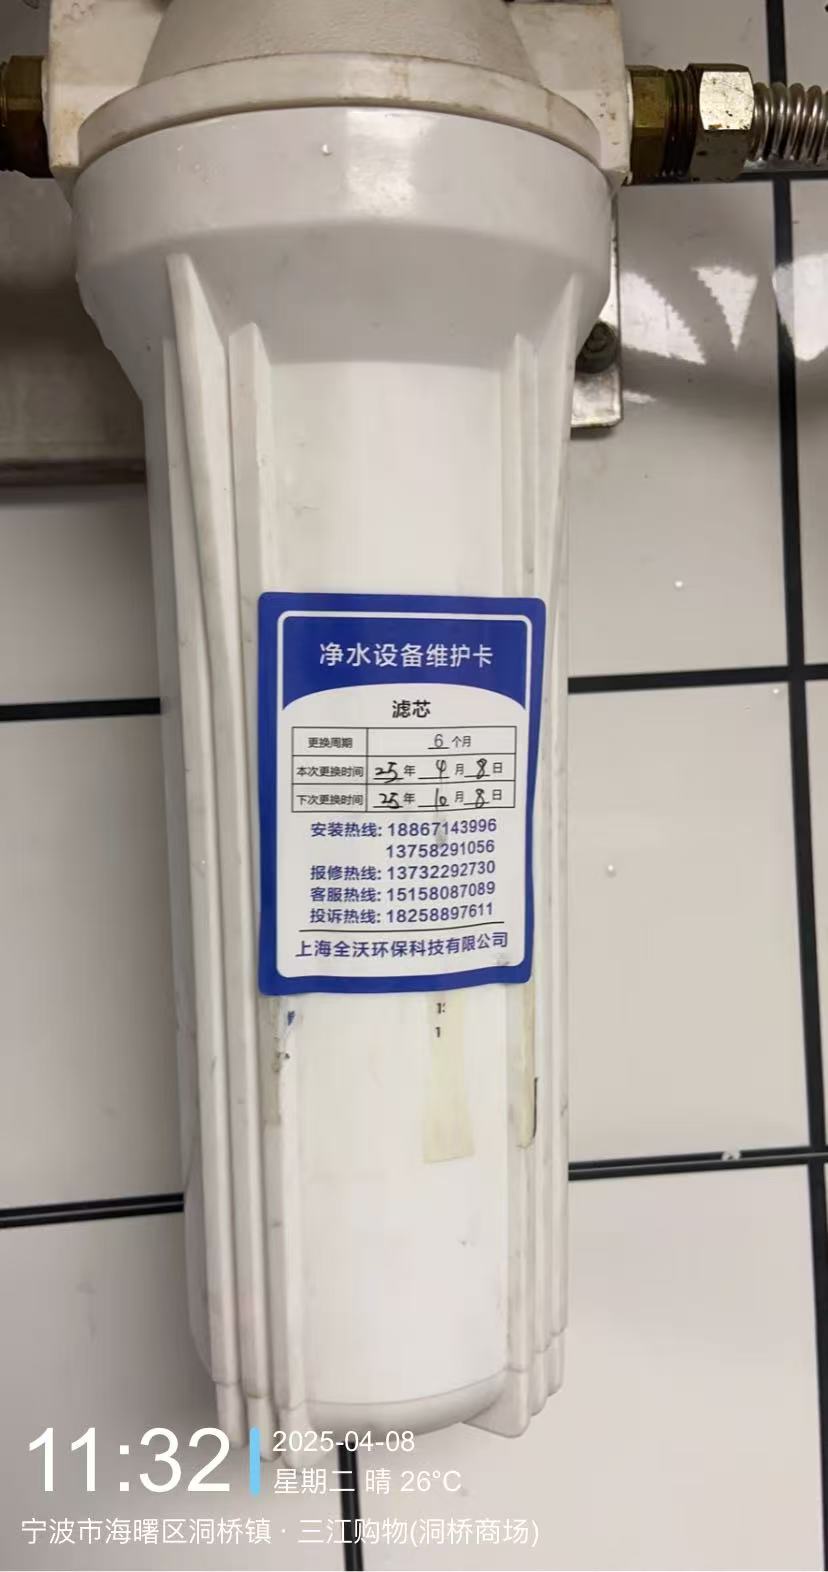 净水设备维护卡
滤芯
更换周期 6 个月
本次更换时间 25 年 4 月 8 日
下次更换时间 25 年 10 月 8 日
安装热线: 18867143996
13758291056
报修热线: 13732292730
客服热线: 15158087089
投诉热线: 18258897611
上海全沃环保科技有限公司
11:32
2025-04-08
星期二 晴 26°C
宁波市海曙区洞桥镇 · 三江购物(洞桥商场)